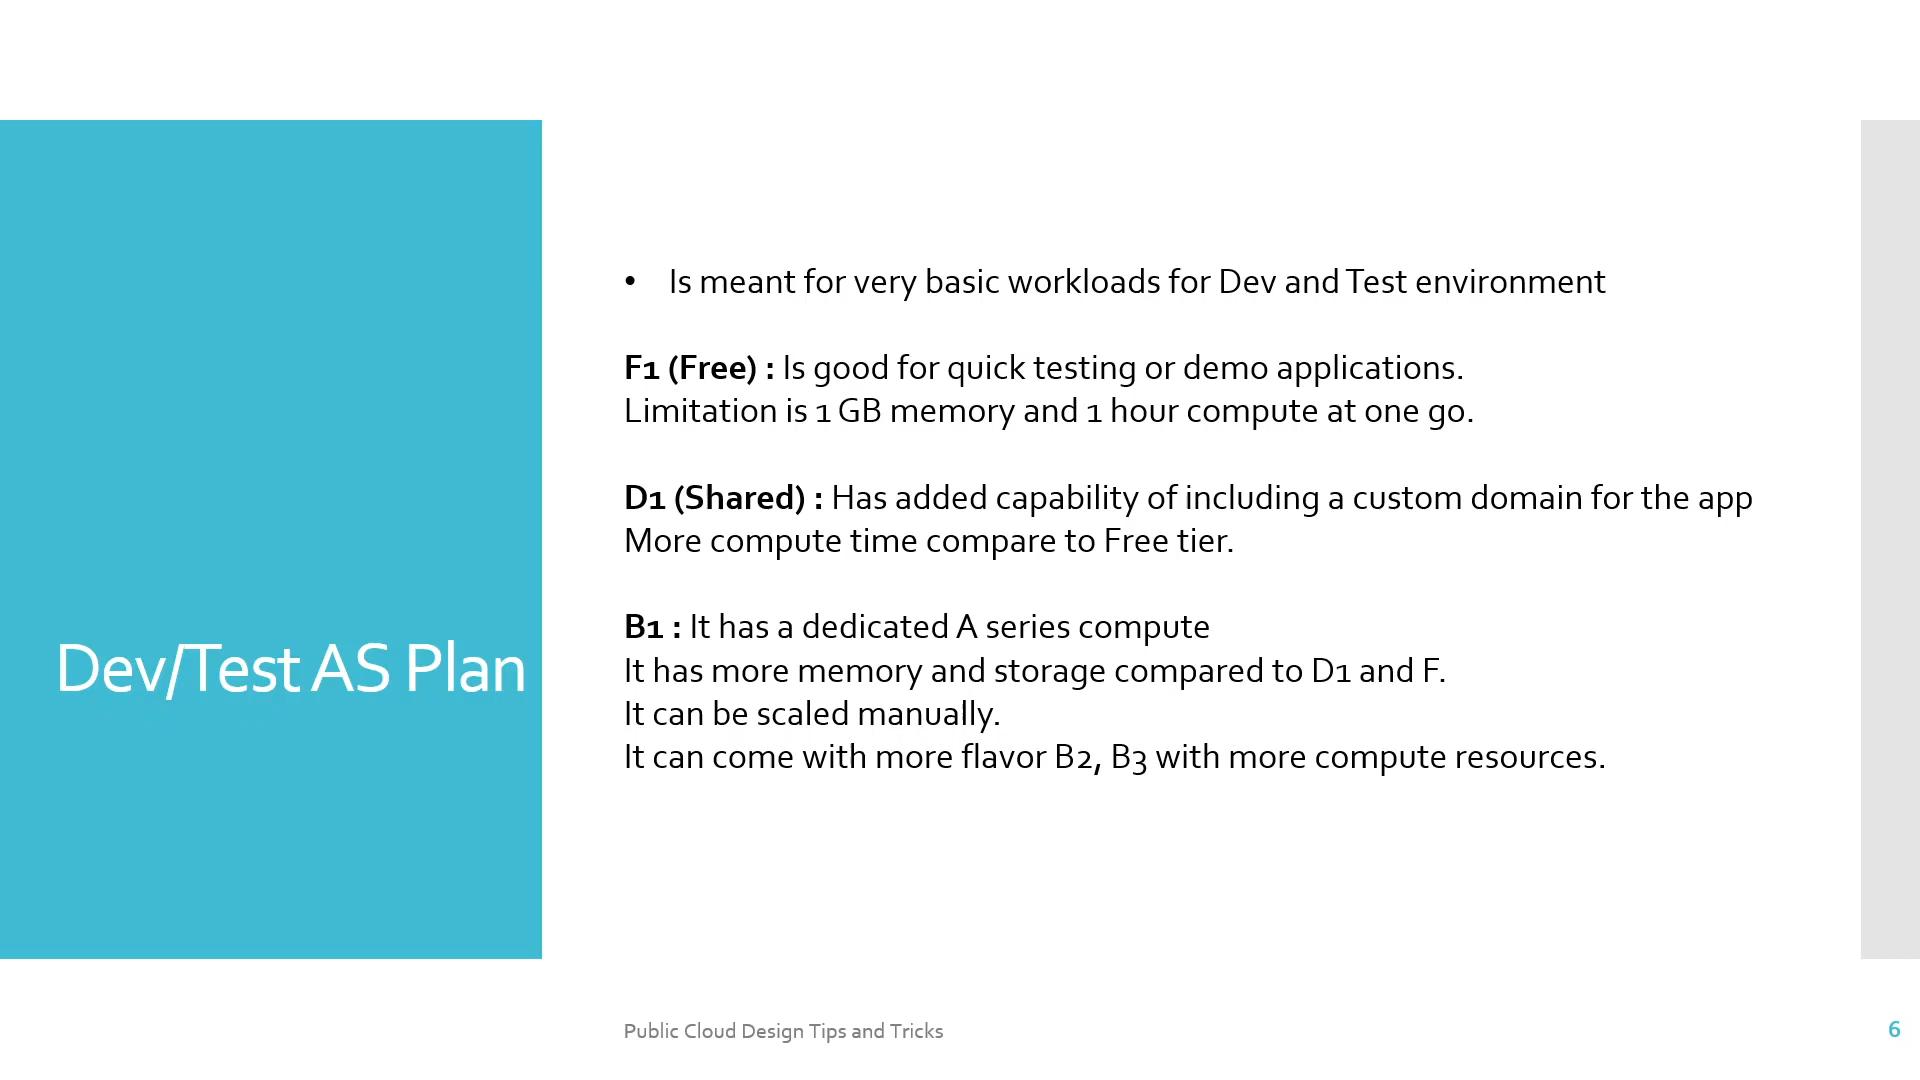 Dev/Test AS Plan
• Is meant for very basic workloads for Dev and Test environment
F1 (Free) : Is good for quick testing or demo applications.
Limitation is 1 GB memory and 1 hour compute at one go.
D1 (Shared) : Has added capability of including a custom domain for the app
More compute time compare to Free tier.
B1 : It has a dedicated A series compute
It has more memory and storage compared to D1 and F.
It can be scaled manually.
It can come with more flavor B2, B3 with more compute resources.
Public Cloud Design Tips and Tricks
6